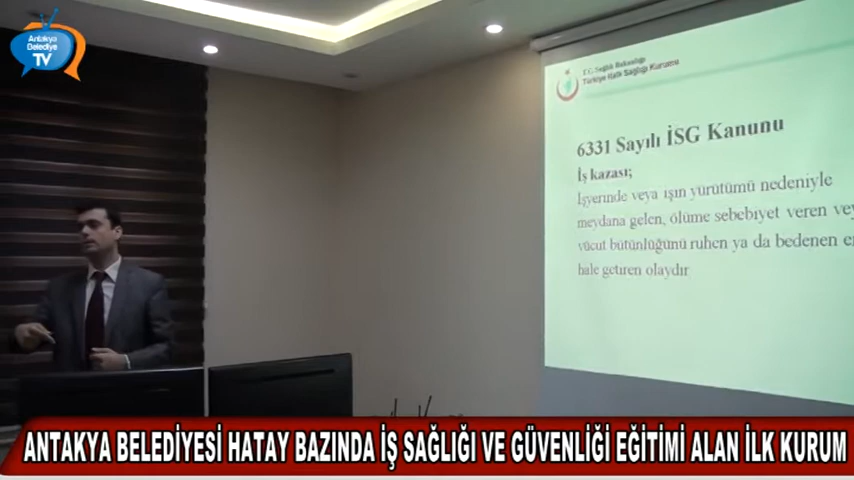 Antakya
Belediye
TV
T.C. Sağlık Bakanlığı
Türkiye Halk Sağlığı Kurumu
6331 Sayılı İSG Kanunu
İş kazası;
İşyerinde veya işin yürütümü nedeniyle
meydana gelen, ölüme sebebiyet veren
vücut bütünlüğünü ruhen ya da bedenen
hale getiren olaydır
ANTAKYA BELEDİYESİ HATAY BAZINDA İŞ SAĞLIĞI VE GÜVENLİĞİ EĞİTİMİ ALAN İLK KURUM